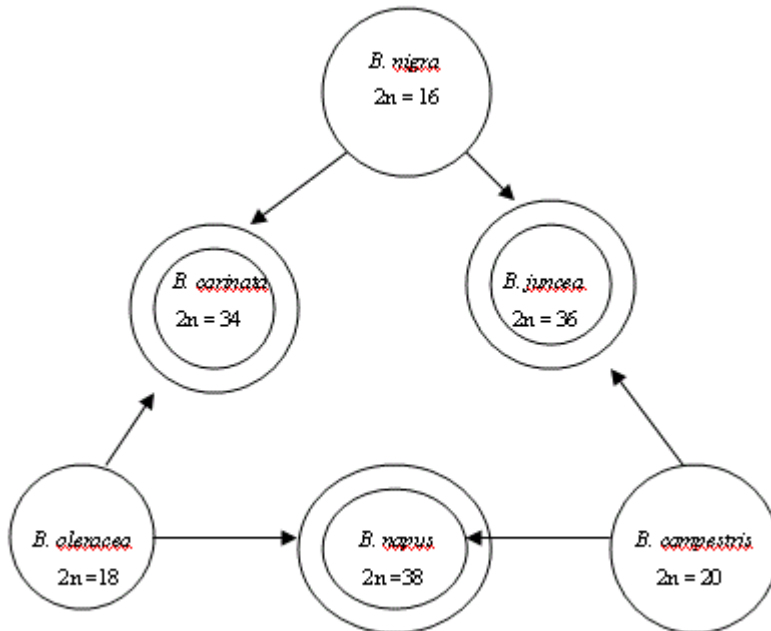 B. nigra
2n = 16
B. carinata
2n = 34
B. juncea
2n = 36
B. oleracea
2n =18
B. napus
2n=38
B. campestris
2n = 20